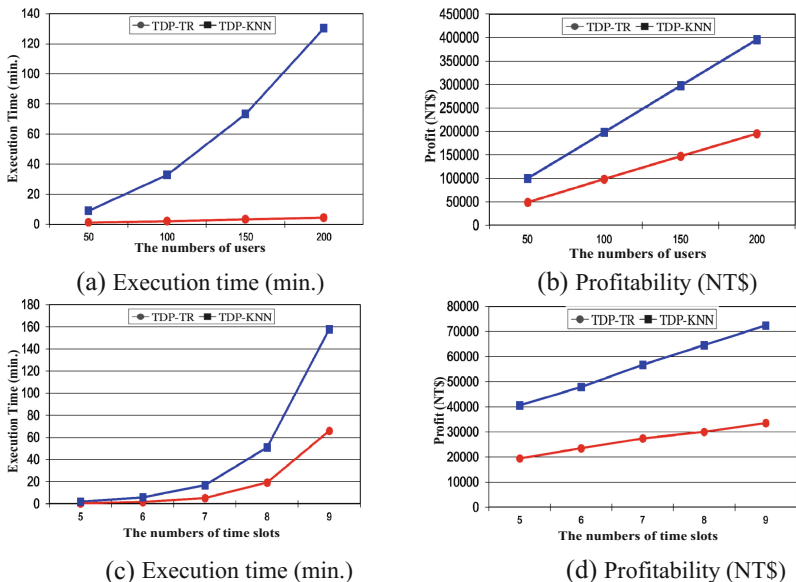 TDP-TR TDP-KNN
140
120
100
80
60
40
20
0
Execution Time (min.)
50 100 150 200
The numbers of users
(a) Execution time (min.)
TDP-TR TDP-KNN
450000
400000
350000
300000
250000
200000
150000
100000
50000
0
Profit (NT$)
50 100 150 200
The numbers of users
(b) Profitability (NT$)
TDP-TR TDP-KNN
180
160
140
120
100
80
60
40
20
0
Execution Time (min.)
5 6 7 8 9
The numbers of time slots
(c) Execution time (min.)
TDP-TR TDP-KNN
80000
70000
60000
50000
40000
30000
20000
10000
0
Profit (NT$)
5 6 7 8 9
The numbers of time slots
(d) Profitability (NT$)